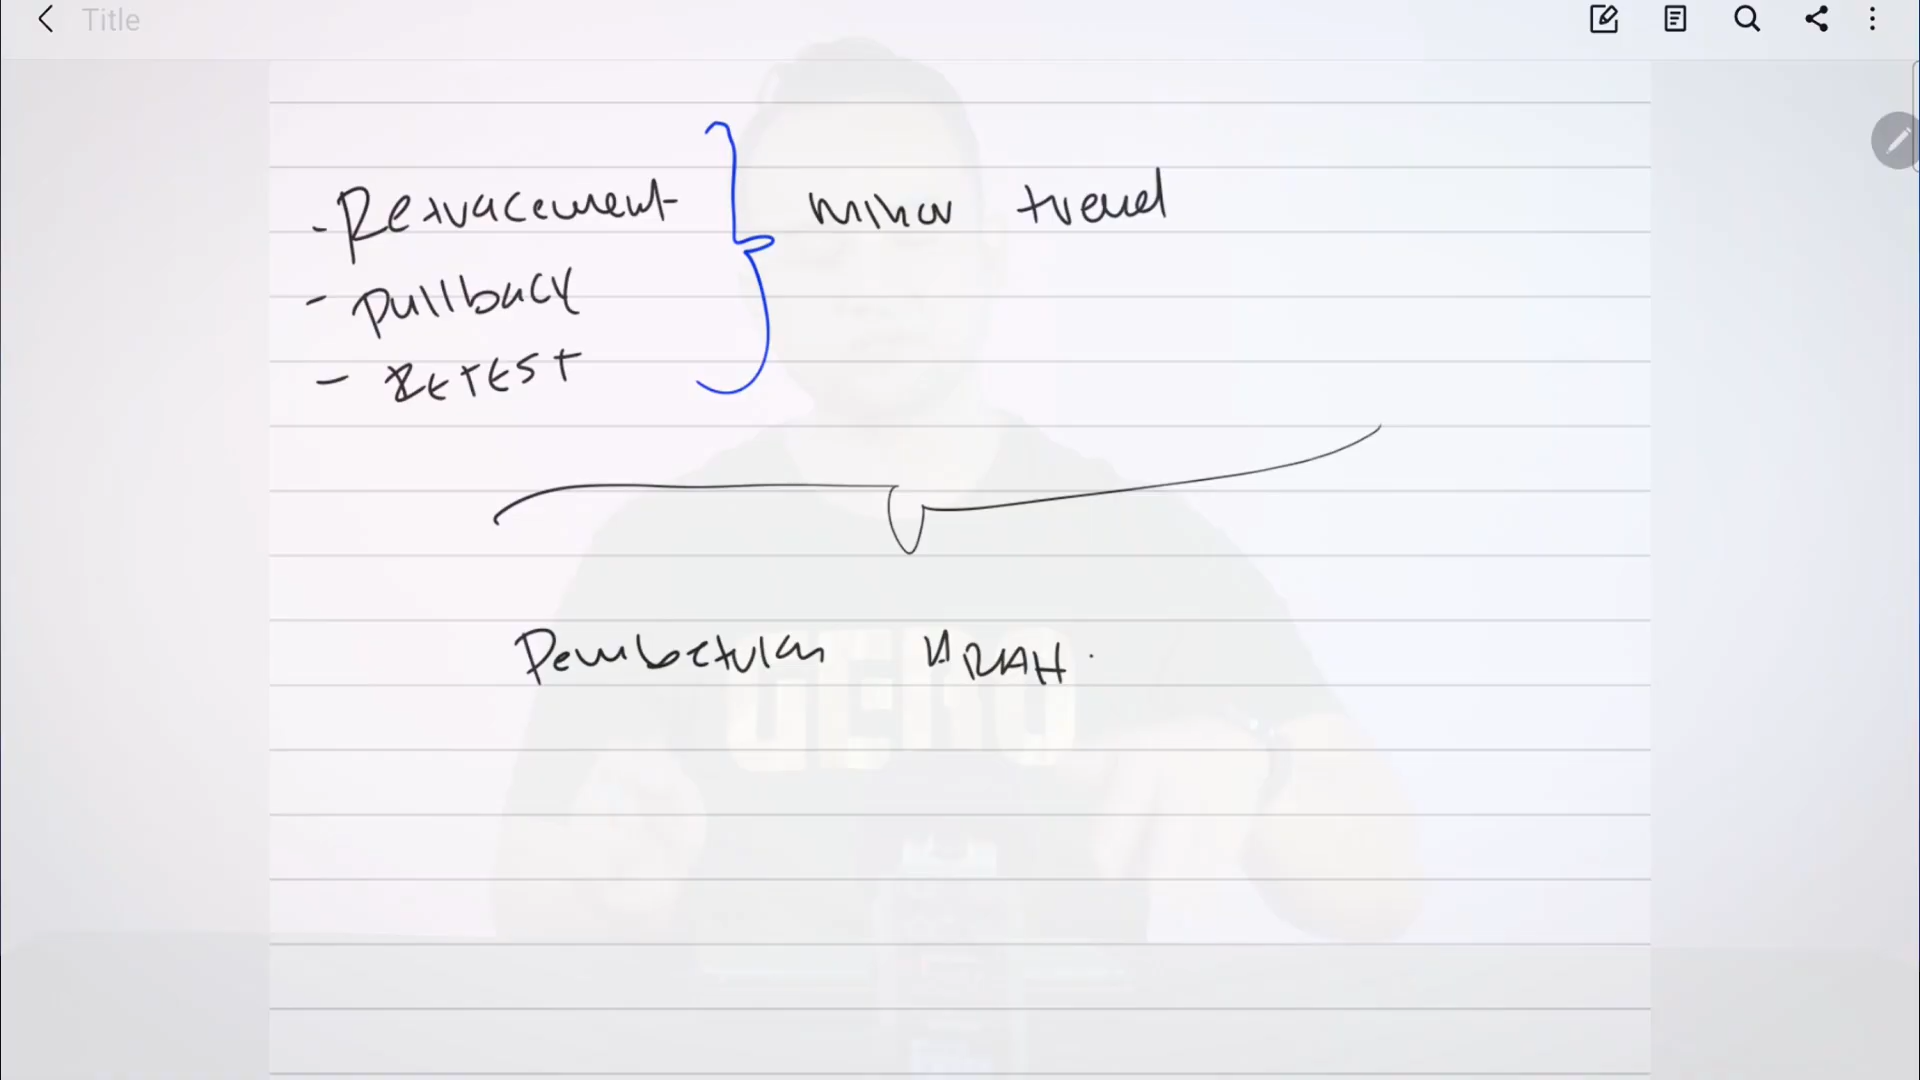 Title
- Retracement
minor trend
- Pullback
- RETEST
Pembetulan ARAH